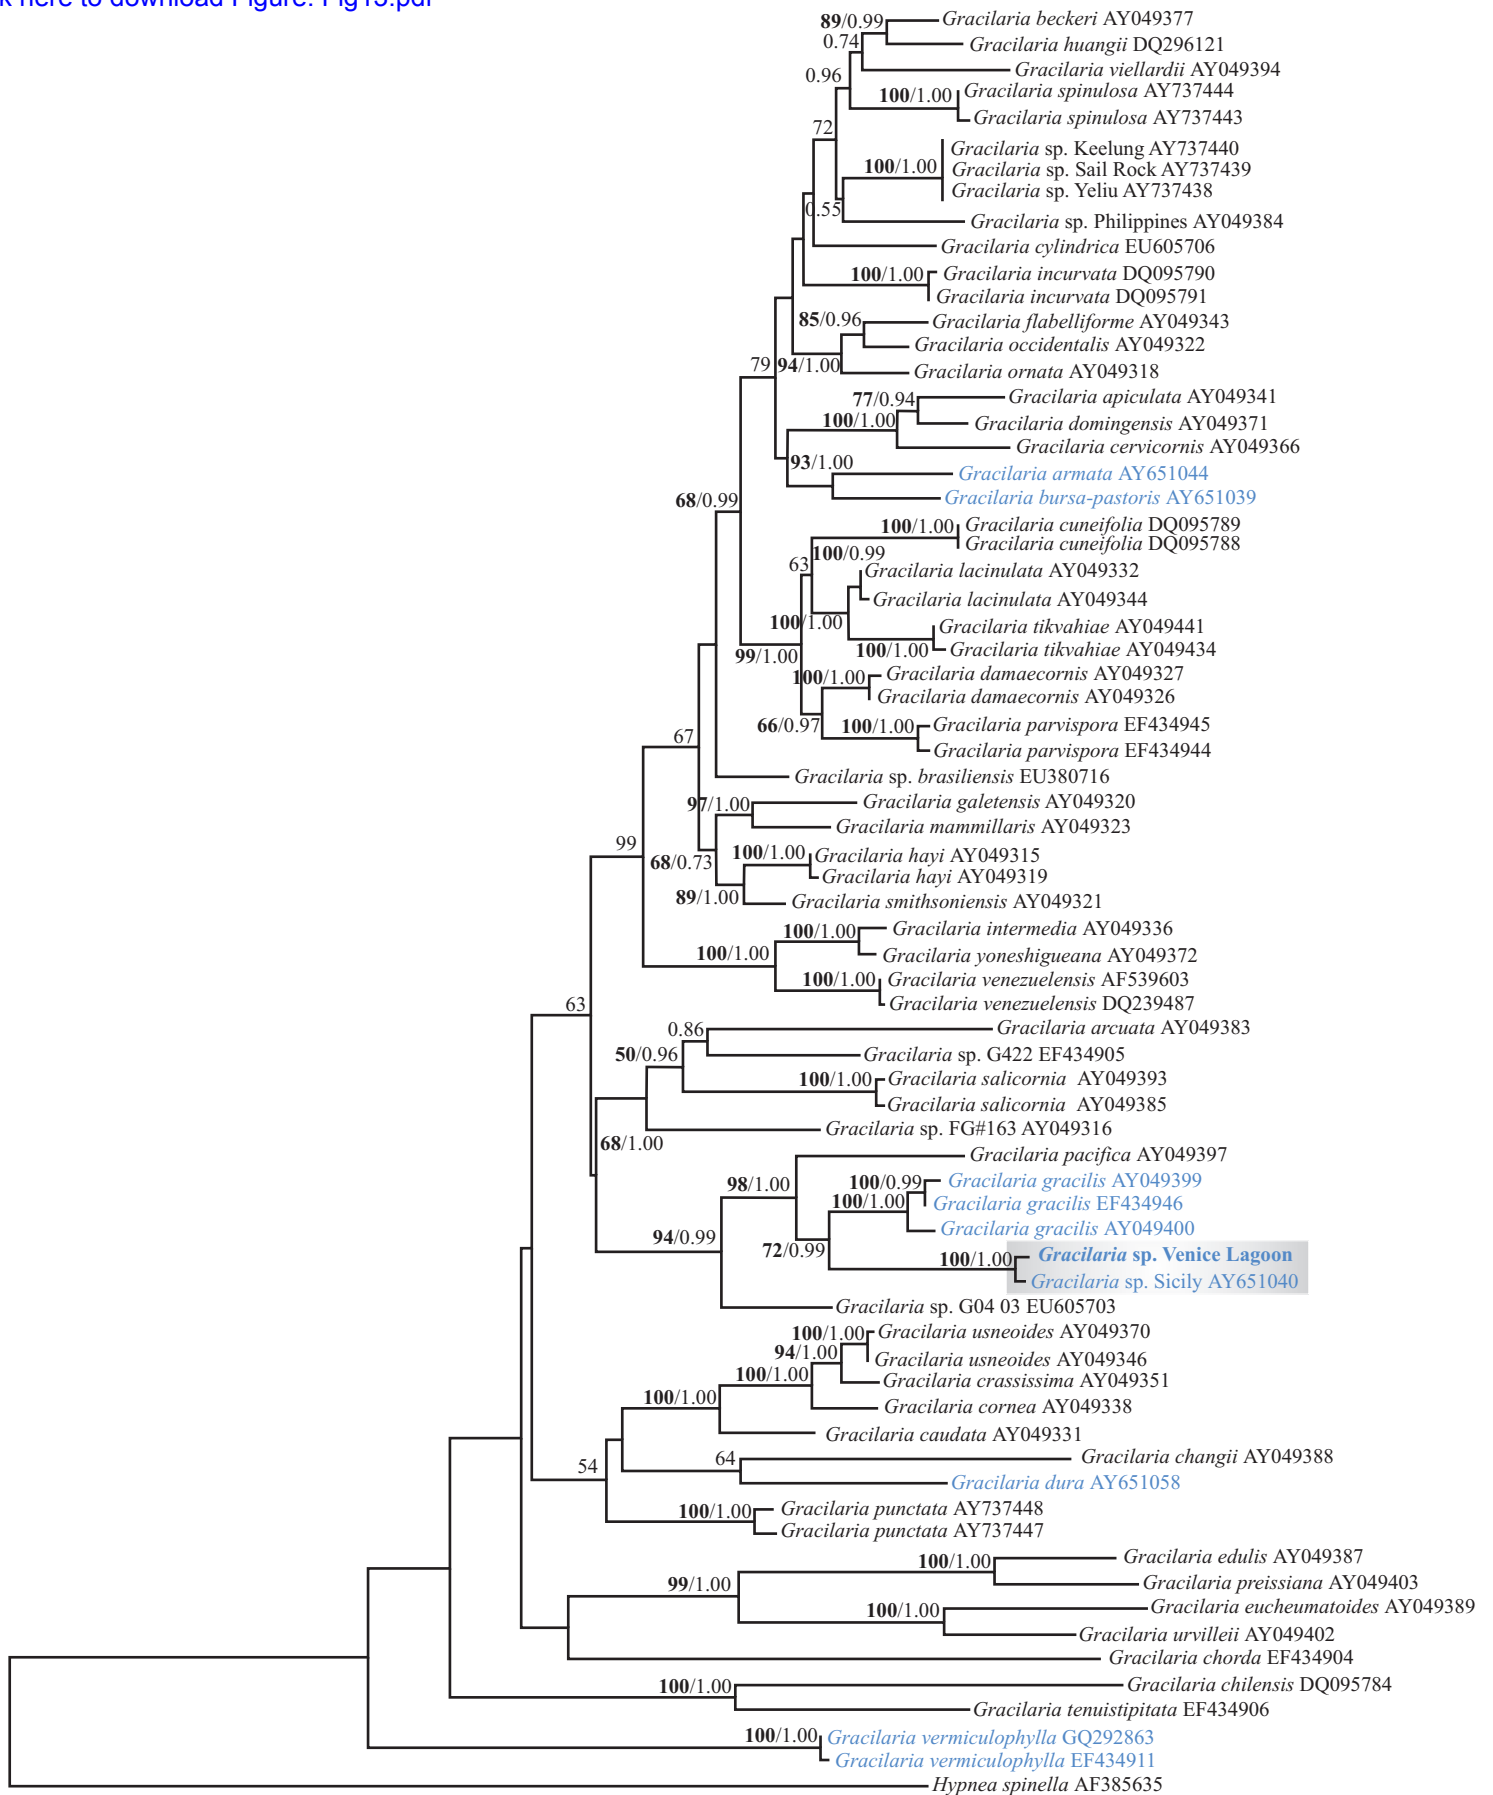 k here to download Figure: Fig15.pdf
89/0.99
Gracilaria beckeri AY049377
0.74
Gracilaria huangii DQ296121
Gracilaria viellardii AY049394
0.96
100/1.00
Gracilaria spinulosa AY737444
Gracilaria spinulosa AY737443
72
Gracilaria sp. Keelung AY737440
100/1.00
Gracilaria sp. Sail Rock AY737439
Gracilaria sp. Yeliu AY737438
0.55
Gracilaria sp. Philippines AY049384
Gracilaria cylindrica EU605706
100/1.00
Gracilaria incurvata DQ095790
Gracilaria incurvata DQ095791
85/0.96
Gracilaria flabelliforme AY049343
Gracilaria occidentalis AY049322
79
94/1.00
Gracilaria ornata AY049318
77/0.94
Gracilaria apiculata AY049341
100/1.00
Gracilaria domingensis AY049371
Gracilaria cervicornis AY049366
93/1.00
Gracilaria armata AY651044
Gracilaria bursa-pastoris AY651039
68/0.99
100/1.00
Gracilaria cuneifolia DQ095789
Gracilaria cuneifolia DQ095788
100/0.99
63
Gracilaria lacinulata AY049332
Gracilaria lacinulata AY049344
100/1.00
Gracilaria tikvahiae AY049441
100/1.00
Gracilaria tikvahiae AY049434
99/1.00
100/1.00
Gracilaria damaecornis AY049327
Gracilaria damaecornis AY049326
66/0.97
100/1.00
Gracilaria parvispora EF434945
Gracilaria parvispora EF434944
67
Gracilaria sp. brasiliensis EU380716
97/1.00
Gracilaria galetensis AY049320
Gracilaria mammillaris AY049323
99
68/0.73
100/1.00
Gracilaria hayi AY049315
Gracilaria hayi AY049319
89/1.00
Gracilaria smithsoniensis AY049321
100/1.00
Gracilaria intermedia AY049336
100/1.00
Gracilaria yoneshigueana AY049372
100/1.00
Gracilaria venezuelensis AF539603
Gracilaria venezuelensis DQ239487
63
0.86
Gracilaria arcuata AY049383
50/0.96
Gracilaria sp. G422 EF434905
100/1.00
Gracilaria salicornia AY049393
Gracilaria salicornia AY049385
Gracilaria sp. FG#163 AY049316
68/1.00
Gracilaria pacifica AY049397
98/1.00
100/0.99
Gracilaria gracilis AY049399
100/1.00
Gracilaria gracilis EF434946
Gracilaria gracilis AY049400
94/0.99
72/0.99
100/1.00
Gracilaria sp. Venice Lagoon
Gracilaria sp. Sicily AY651040
Gracilaria sp. G04 03 EU605703
100/1.00
Gracilaria usneoides AY049370
94/1.00
Gracilaria usneoides AY049346
100/1.00
Gracilaria crassissima AY049351
100/1.00
Gracilaria cornea AY049338
Gracilaria caudata AY049331
64
Gracilaria changii AY049388
54
Gracilaria dura AY651058
100/1.00
Gracilaria punctata AY737448
Gracilaria punctata AY737447
100/1.00
Gracilaria edulis AY049387
99/1.00
Gracilaria preissiana AY049403
100/1.00
Gracilaria eucheumatoides AY049389
Gracilaria urvilleii AY049402
Gracilaria chorda EF434904
100/1.00
Gracilaria chilensis DQ095784
Gracilaria tenuistipitata EF434906
100/1.00
Gracilaria vermiculophylla GQ292863
Gracilaria vermiculophylla EF434911
Hypnea spinella AF385635